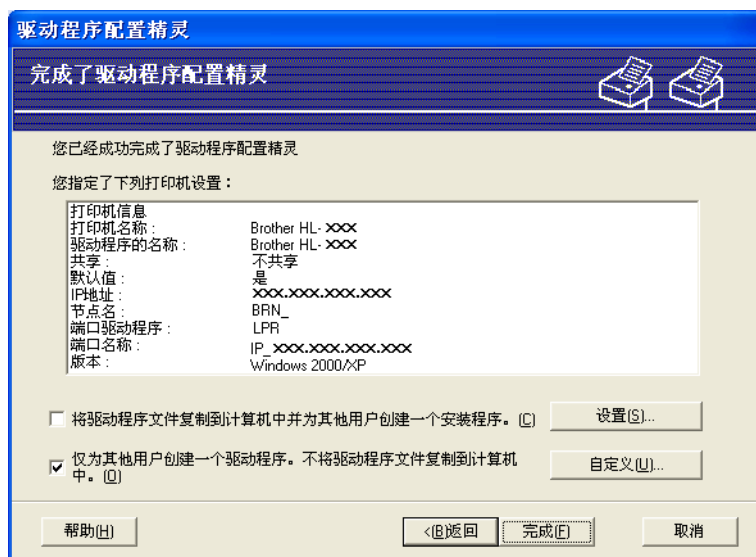 驱动程序配置精灵
完成了驱动程序配置精灵
您已经成功完成了驱动程序配置精灵
您指定了下列打印机设置：
打印机信息
打印机名称： Brother HL- XXX
驱动程序的名称： Brother HL- XXX
共享： 不共享
默认值： 是
IP地址： XXX.XXX.XXX.XXX
节点名： BRN_
端口驱动程序： LPR
端口名称： IP_XXX.XXX.XXX.XXX
版本： Windows 2000/XP
将驱动程序文件复制到计算机中并为其他用户创建一个安装程序。(C) 设置(S)...
仅为其他用户创建一个驱动程序。不将驱动程序文件复制到计算机
中。(O) 自定义(U)...
帮助(H) <(B)返回 完成(F) 取消